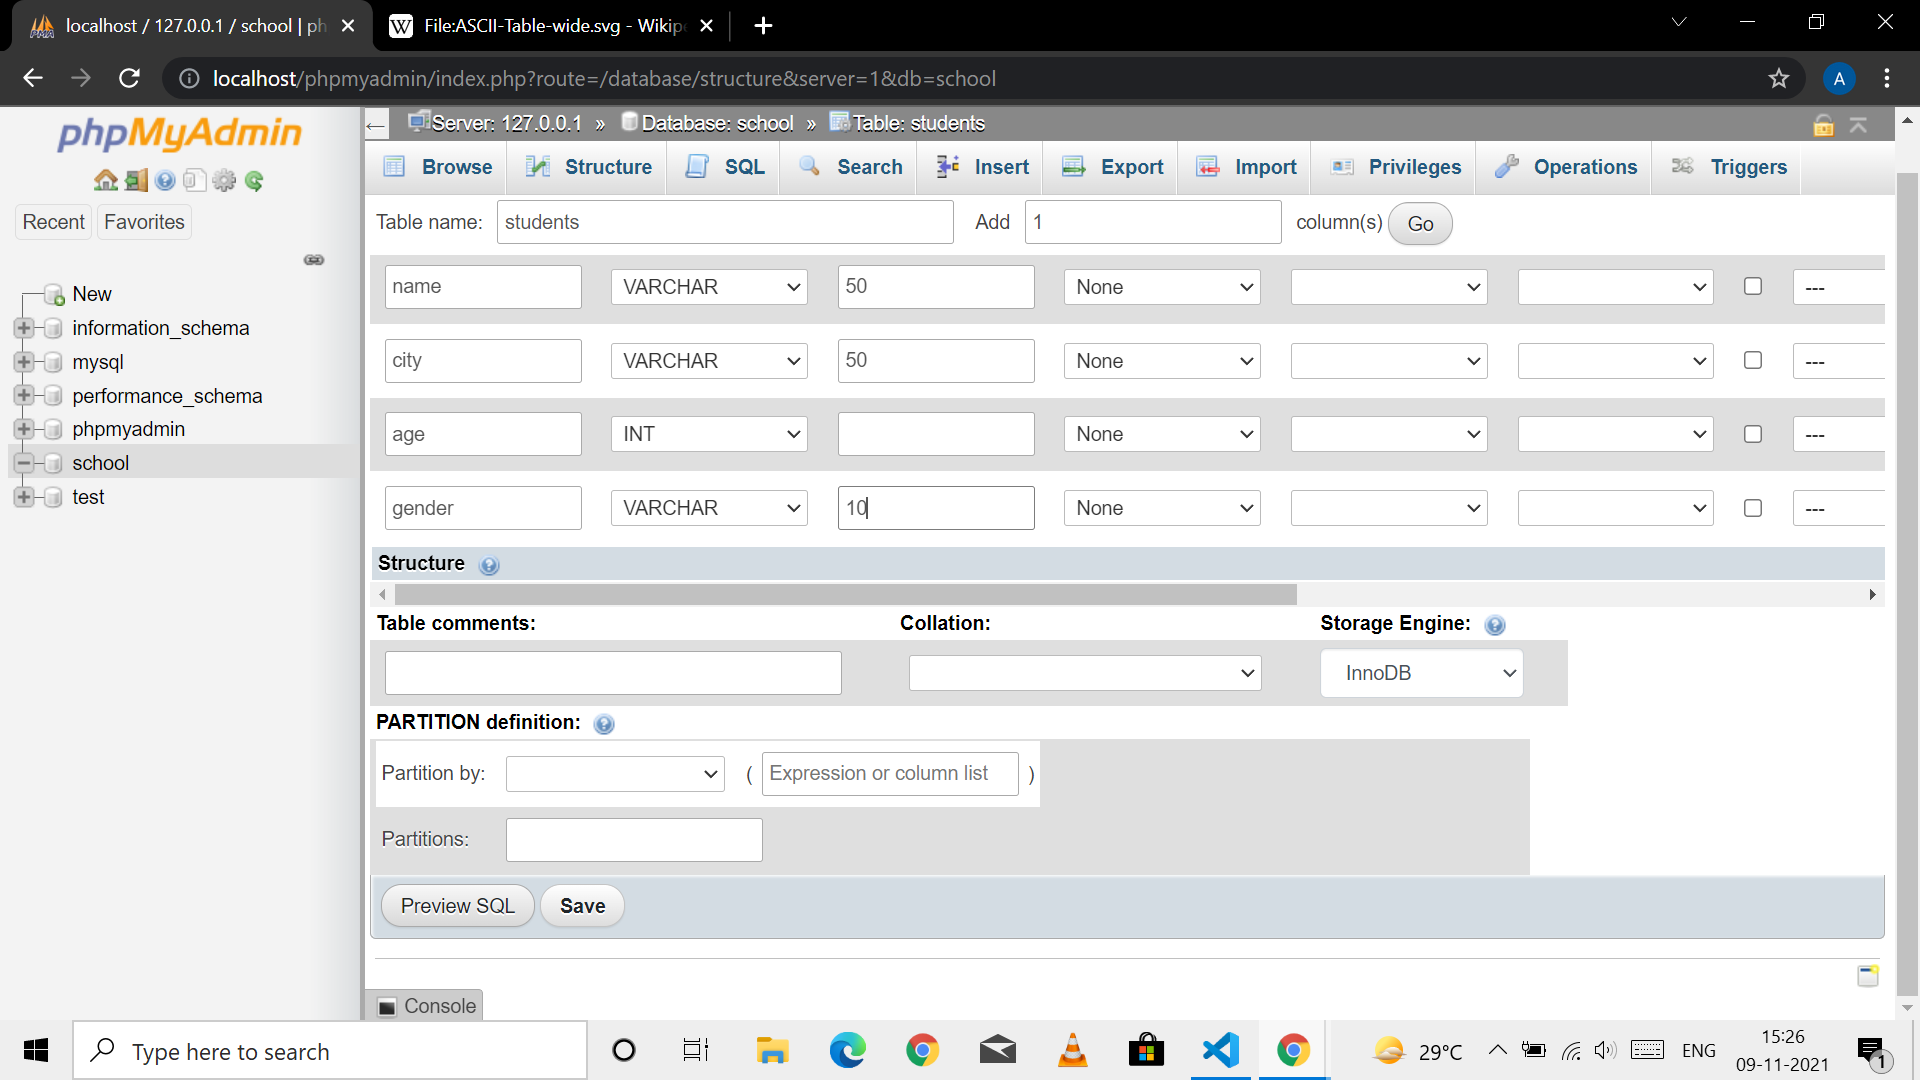 localhost / 127.0.0.1 / school | ph
File:ASCII-Table-wide.svg - Wikipe
localhost/phpmyadmin/index.php?route=/database/structure&server=1&db=school
A
phpMyAdmin
Recent
Favorites
New
information_schema
mysql
performance_schema
phpmyadmin
school
test
Server: 127.0.0.1 » Database: school » Table: students
Browse
Structure
SQL
Search
Insert
Export
Import
Privileges
Operations
Triggers
Table name: students Add 1 column(s) Go
name VARCHAR 50 None ---
city VARCHAR 50 None ---
age INT None ---
gender VARCHAR 10 None ---
Structure
Table comments: Collation: Storage Engine:
InnoDB
PARTITION definition:
Partition by: ( Expression or column list )
Partitions:
Preview SQL Save
Console
Type here to search
29°C
ENG
15:26
09-11-2021
1